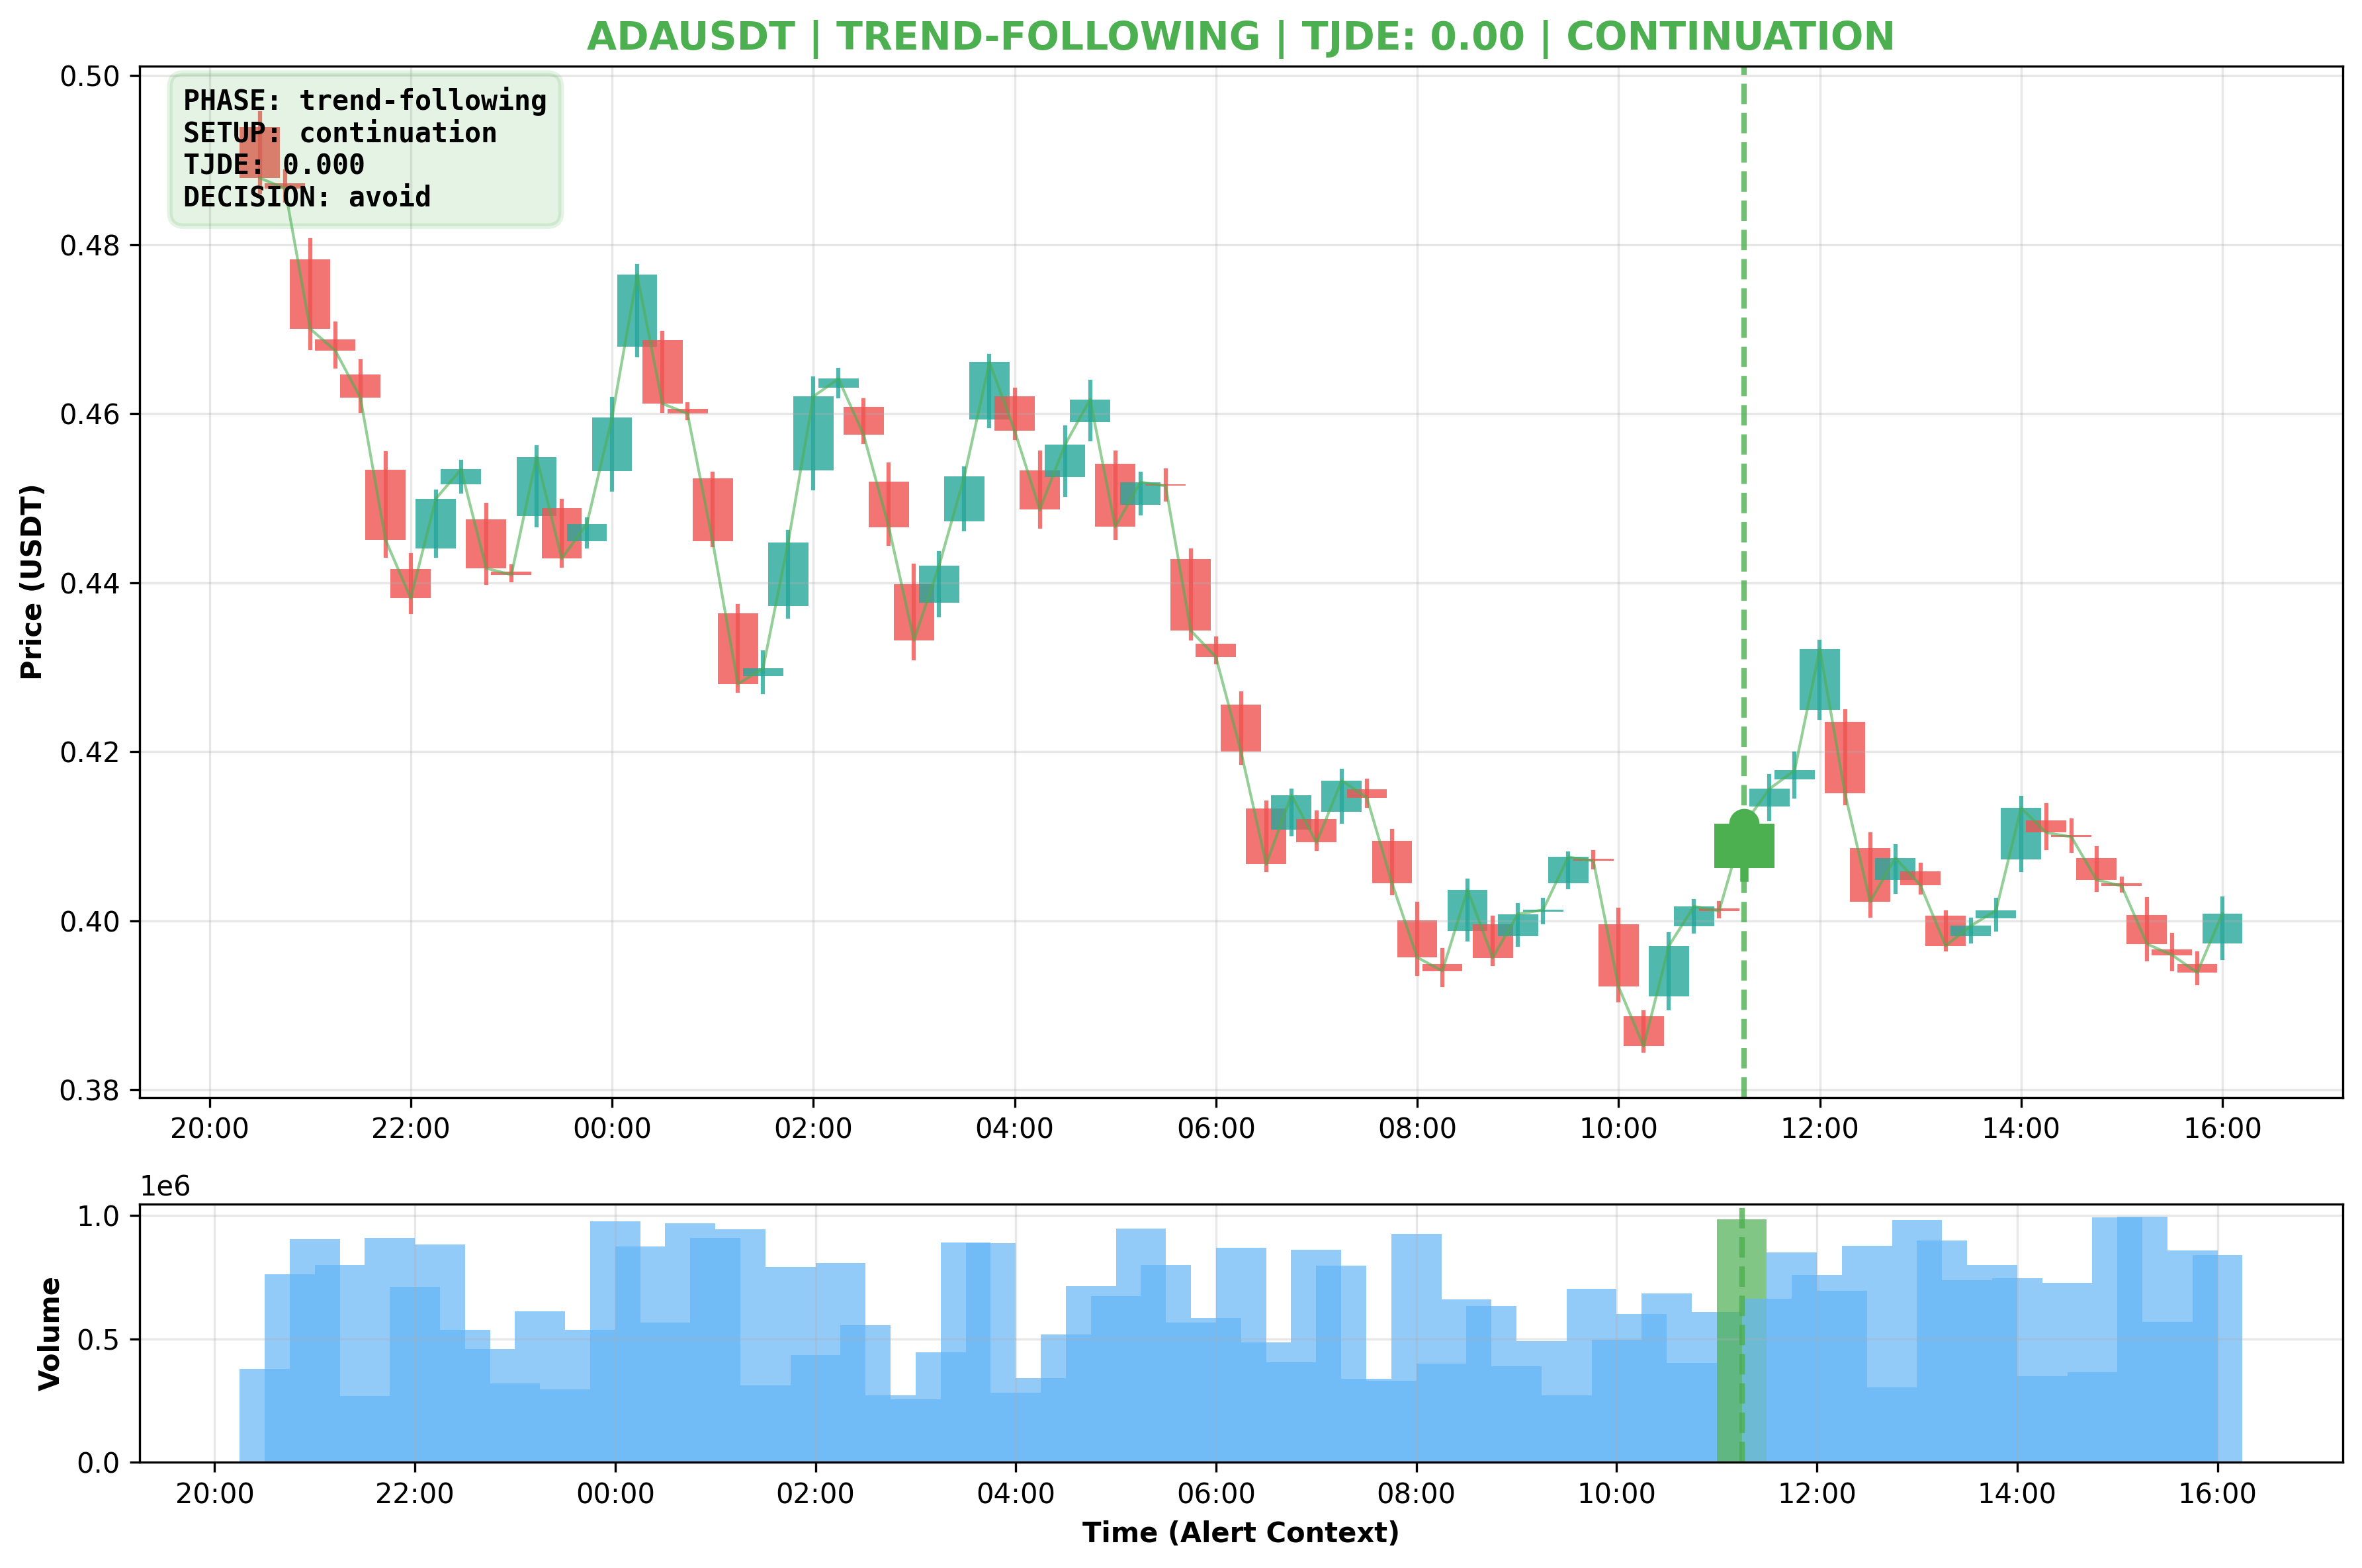 ADAUSDT | TREND-FOLLOWING | TJDE: 0.00 | CONTINUATION
PHASE: trend-following
SETUP: continuation
TJDE: 0.000
DECISION: avoid
Price (USDT)
0.50
0.48
0.46
0.44
0.42
0.40
0.38
20:00 22:00 00:00 02:00 04:00 06:00 08:00 10:00 12:00 14:00 16:00
1e6
Volume
1.0
0.5
0.0
20:00 22:00 00:00 02:00 04:00 06:00 08:00 10:00 12:00 14:00 16:00
Time (Alert Context)